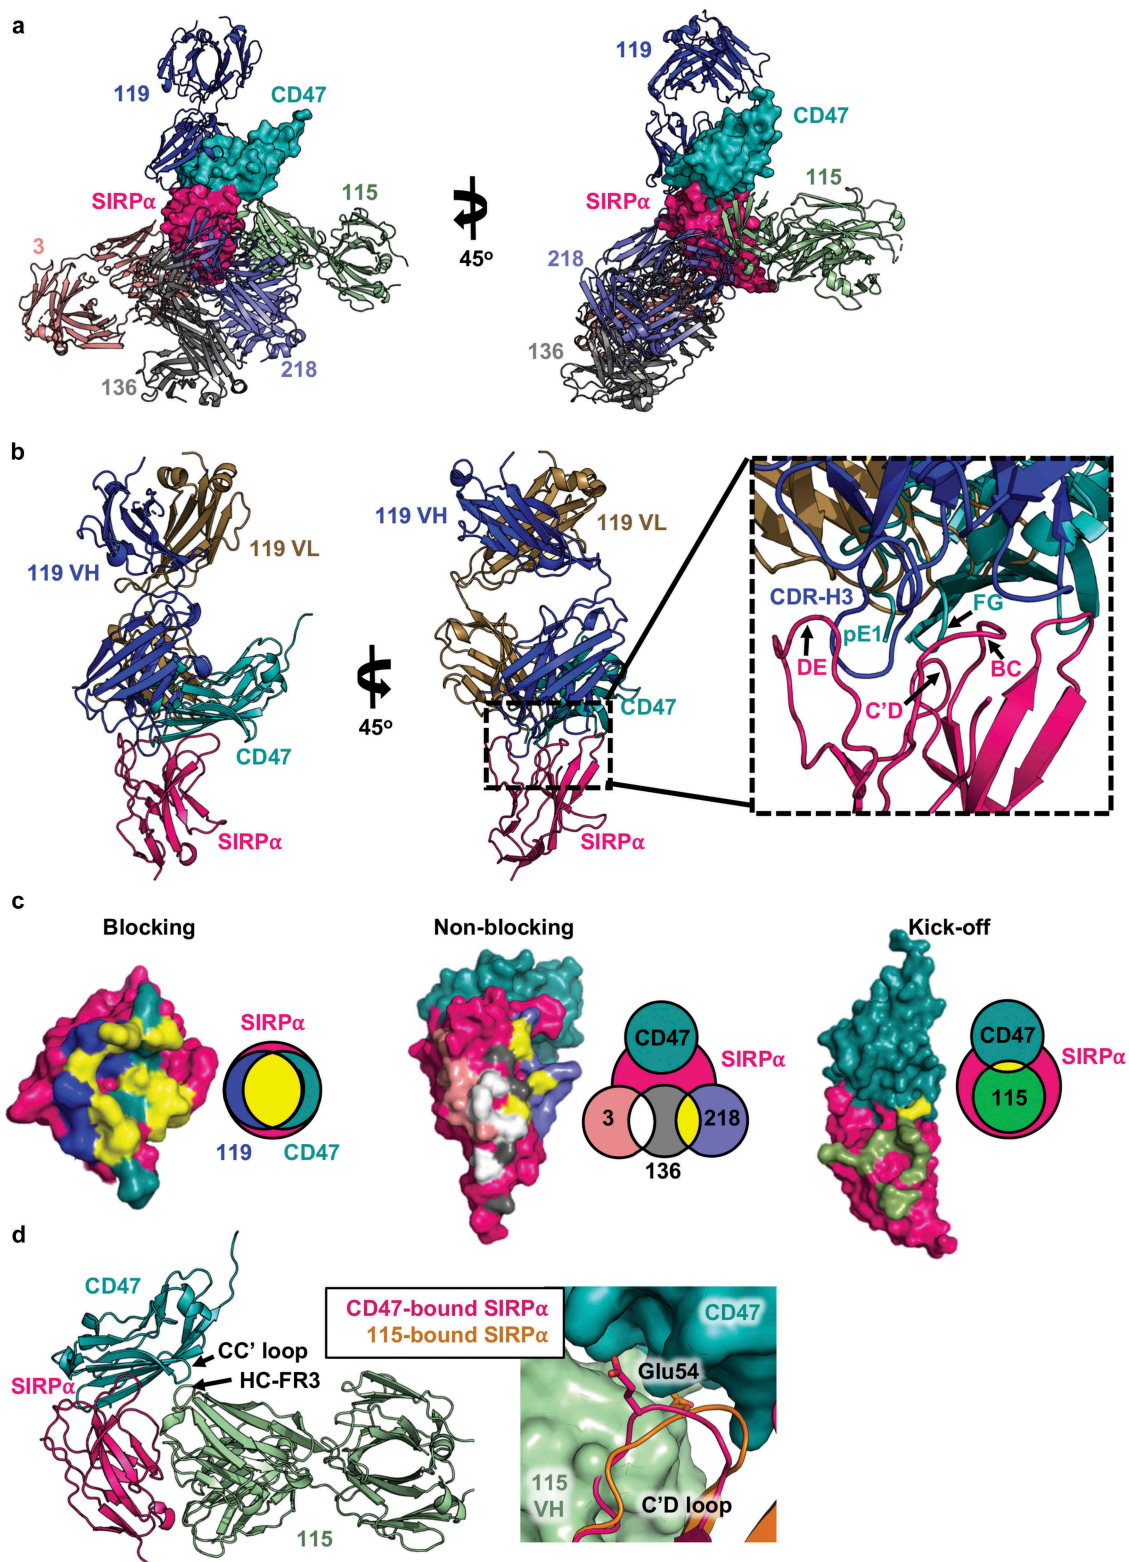 a
119
CD47
SIRPα
115
3
218
136
45º
119
CD47
115
SIRPα
218
136
b
119 VL
119 VH
CD47
SIRPα
45º
119 VH
119 VL
CD47
SIRPα
CDR-H3
FG
pE1
DE
BC
C'D
c
Blocking
SIRPα
119
CD47
Non-blocking
CD47
SIRPα
3
218
136
Kick-off
CD47
SIRPα
115
d
CD47
CC' loop
SIRPα
HC-FR3
115
CD47-bound SIRPα
115-bound SIRPα
CD47
Glu54
115
VH
C'D loop